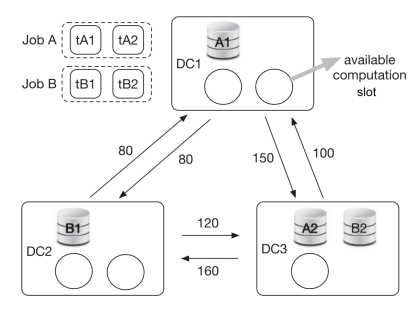 Job A tA1 tA2
Job B tB1 tB2
A1
DC1
available
computation
slot
80
80
150
100
B1
DC2
120
160
A2 B2
DC3